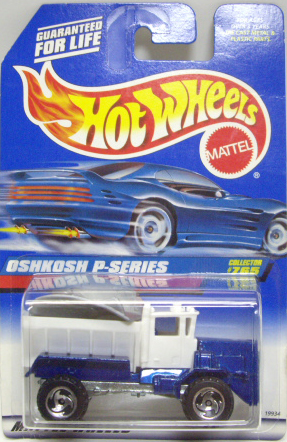 GUARANTEED
FOR LIFE
Hot Wheels
MATTEL
®
OSHKOSH P-SERIES
COLLECTOR
#765
19934